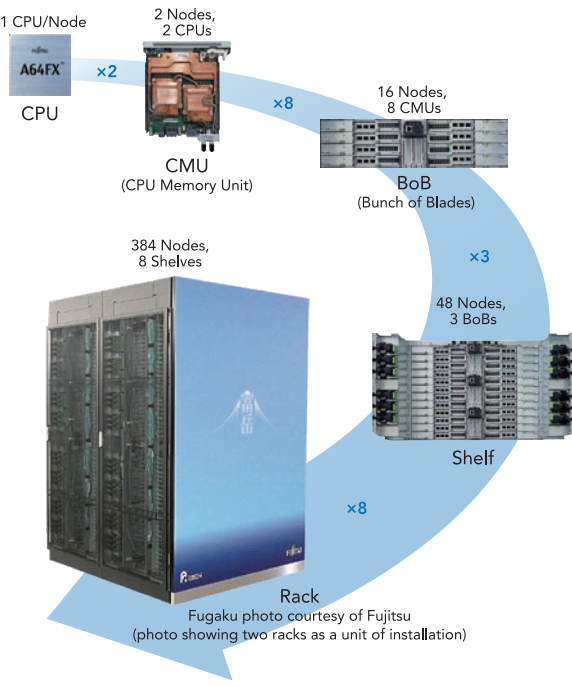 1 CPU/Node
FUJITSU
A64FX™
CPU
×2
2 Nodes,
2 CPUs
CMU
(CPU Memory Unit)
×8
16 Nodes,
8 CMUs
BoB
(Bunch of Blades)
×3
48 Nodes,
3 BoBs
Shelf
×8
384 Nodes,
8 Shelves
FUJITSU
Rack
Fugaku photo courtesy of Fujitsu
(photo showing two racks as a unit of installation)